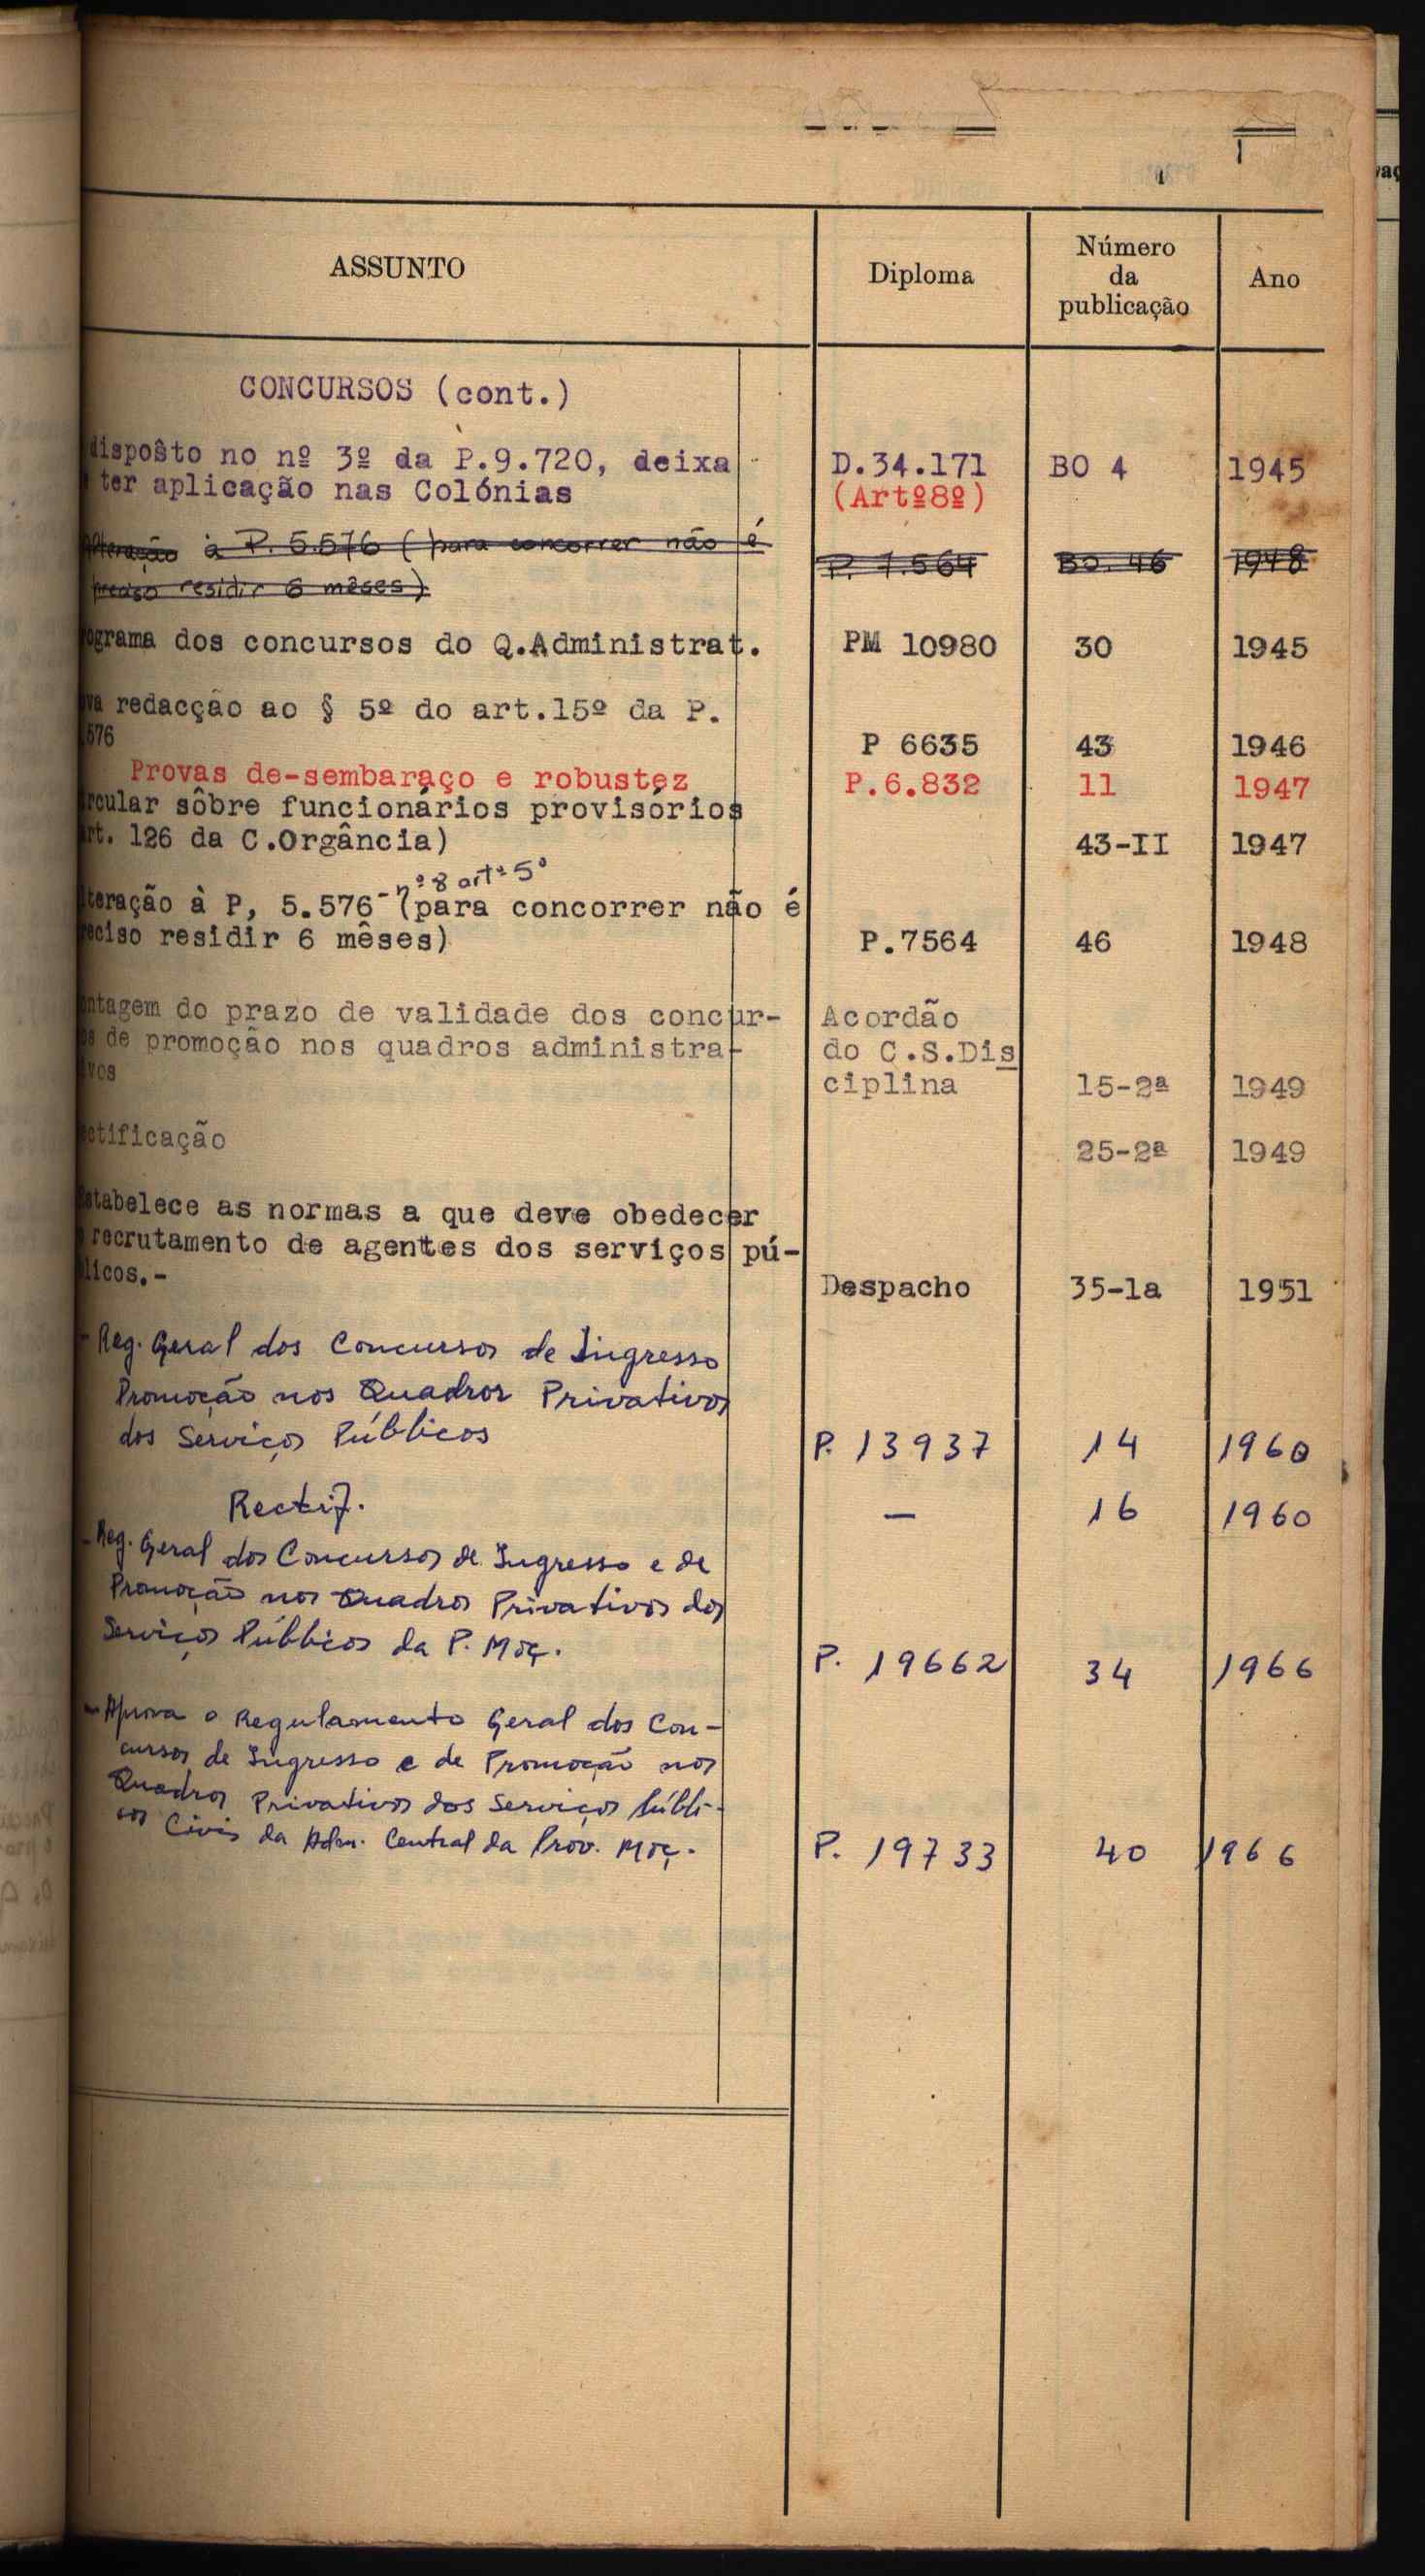 ASSUNTO
Diploma
Número
da
publicação
Ano
CONCURSOS (cont.)
disposto no nº 3º da P.9.720, deixa D.34.171 BO 4 1945
ter aplicação nas Colónias (Artº8º)
Alteração à P. 5.576 (para concorrer não é P. 7.564 BO. 46 1948
preciso residir 6 mêses)
ograma dos concursos do Q.Administrat. PM 10980 30 1945
va redacção ao § 5º do art.15º da P.
576 P 6635 43 1946
Provas de-sembaraço e robustez P.6.832 11 1947
rcular sôbre funcionários provisórios
rt. 126 da C.Orgância) 43-II 1947
nº 8 artº 5º
teração à P, 5.576 (para concorrer não é
eciso residir 6 mêses) P.7564 46 1948
ntagem do prazo de validade dos concur- Acordão
s de promoção nos quadros administra- do C.S.Dis
vos ciplina 15-2ª 1949
ctificação 25-2ª 1949
stabelece as normas a que deve obedecer
recrutamento de agentes dos serviços pú-
licos.- Despacho 35-1a 1951
- Reg. Geral dos Concursos de Ingresso
Promoção nos Quadros Privativos
dos Serviços Públicos P. 13937 14 1960
Rectif. — 16 1960
- Reg. Geral dos Concursos de Ingresso e de
Promoção nos Quadros Privativos dos
Serviços Públicos da P. Moç. P. 19662 34 1966
- Aprova o Regulamento Geral dos Con-
cursos de Ingresso e de Promoção nos
Quadros Privativos dos Serviços Públi-
cos Civis da Adm. Central da Prov. Moç. P. 19733 40 1966